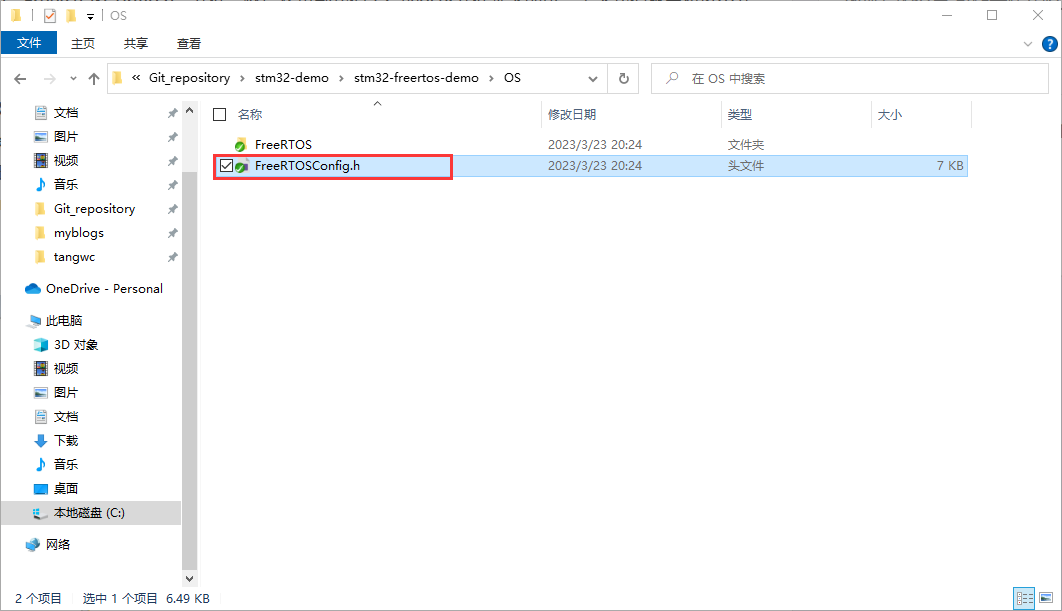 OS
文件 主页 共享 查看
« Git_repository › stm32-demo › stm32-freertos-demo › OS 在 OS 中搜索
文档
图片
视频
音乐
Git_repository
myblogs
tangwc
OneDrive - Personal
此电脑
3D 对象
视频
图片
文档
下载
音乐
桌面
本地磁盘 (C:)
网络
名称 修改日期 类型 大小
FreeRTOS 2023/3/23 20:24 文件夹
FreeRTOSConfig.h 2023/3/23 20:24 头文件 7 KB
2 个项目 选中 1 个项目 6.49 KB